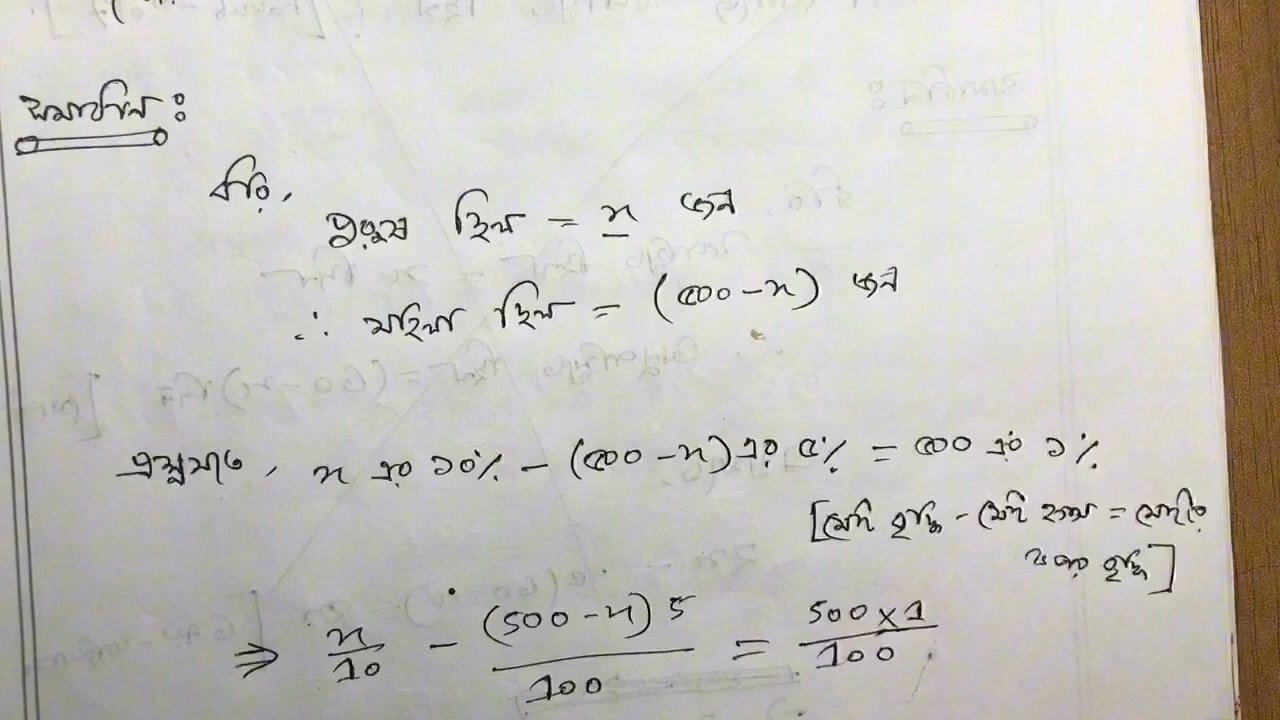 সমাধান :
ধরি,
পুরুষ ছিল = x জন
∴ মহিলা ছিল = (৫০০ - x) জন
প্রশ্নমতে, x এর ১০% - (৫০০ - x) এর ৫% = ৫০০ এর ১%
[মোট বৃদ্ধি - মোট হ্রাস = মোটের
উপর বৃদ্ধি]
⇒ x/10 - (500 - x) 5/100 = 500 x 1/100